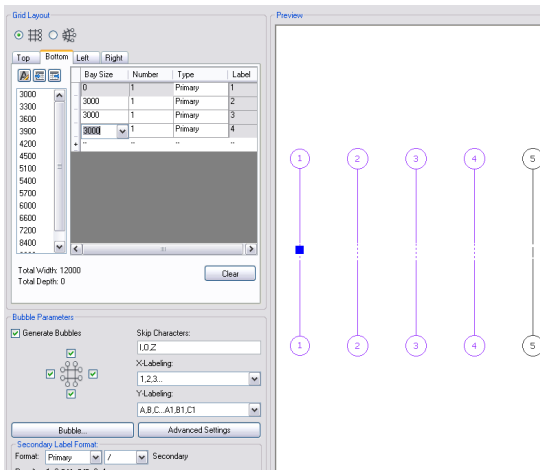 Grid Layout
Top Bottom Left Right
Bay Size Number Type Label
0 1 Primary 1
3000 1 Primary 2
3000 1 Primary 3
3000 1 Primary 4
+ -- -- --
3000
3300
3600
3900
4200
4500
5100
5400
5700
6000
6600
7200
8400
Total Width: 12000
Total Depth: 0
Clear
Bubble Parameters
Generate Bubbles
Skip Characters:
I,O,Z
X-Labeling:
1,2,3...
Y-Labeling:
A,B,C...A1,B1,C1
Bubble... Advanced Settings
Secondary Label Format:
Format: Primary / Secondary
Preview
1 2 3 4 5
1 2 3 4 5